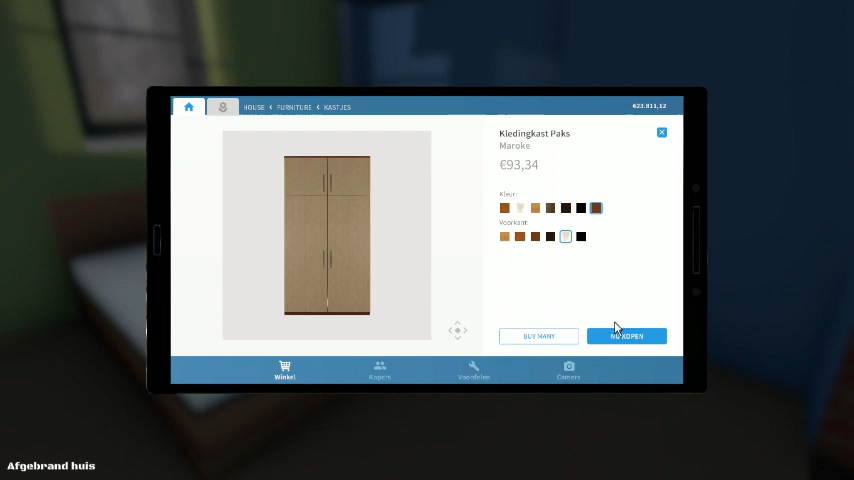 HOUSE < FURNITURE < KASTJES
€23.811,12
Kledingkast Paks
Maroke
€93,34
Kleur:
Voorkant:
BUY MANY
NU KOPEN
Winkel
Kopers
Voordelen
Camera
Afgebrand huis